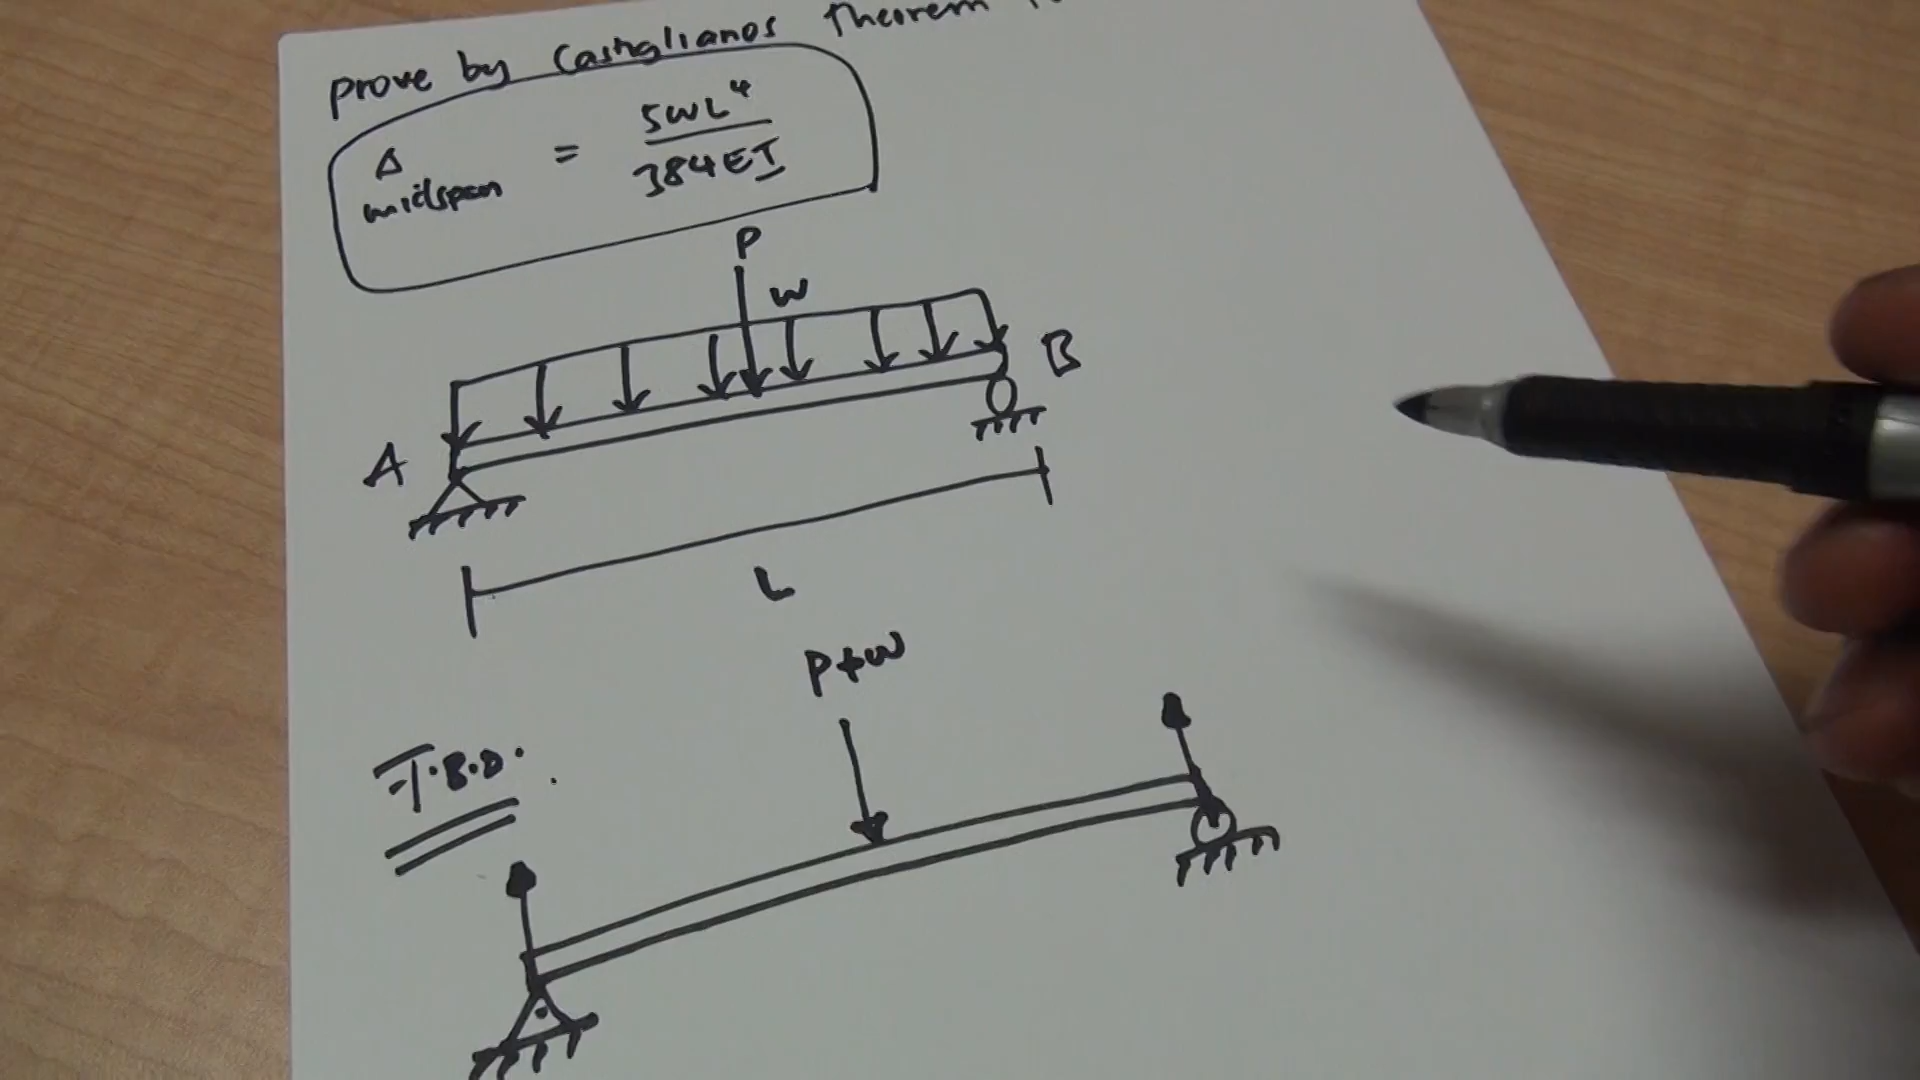 prove by Castiglianos Theorem
Δ midspan = 5WL⁴ / 384EI
P
W
A
B
L
P+W
F.B.D.